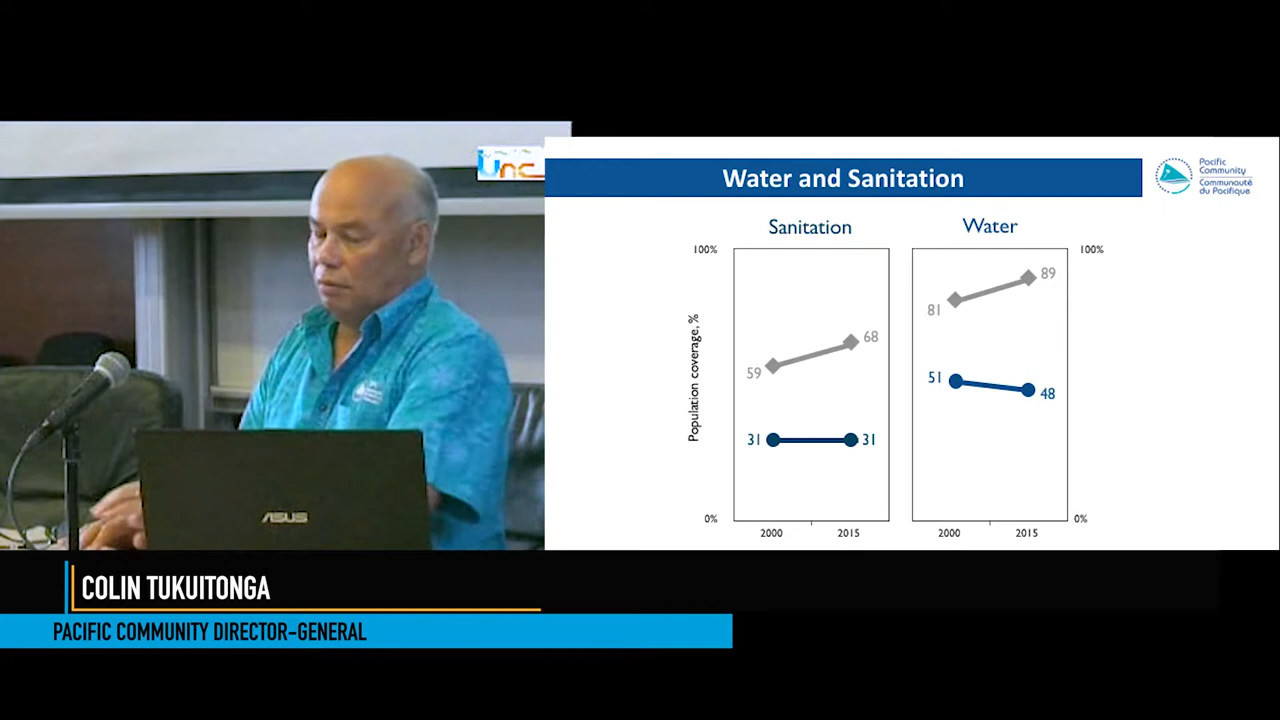 Unc
Water and Sanitation
Pacific
Community
Communauté
du Pacifique
Sanitation
Water
100%
100%
Population coverage, %
59
68
31
31
81
89
51
48
0%
0%
2000
2015
2000
2015
ASUS
COLIN TUKUITONGA
PACIFIC COMMUNITY DIRECTOR-GENERAL